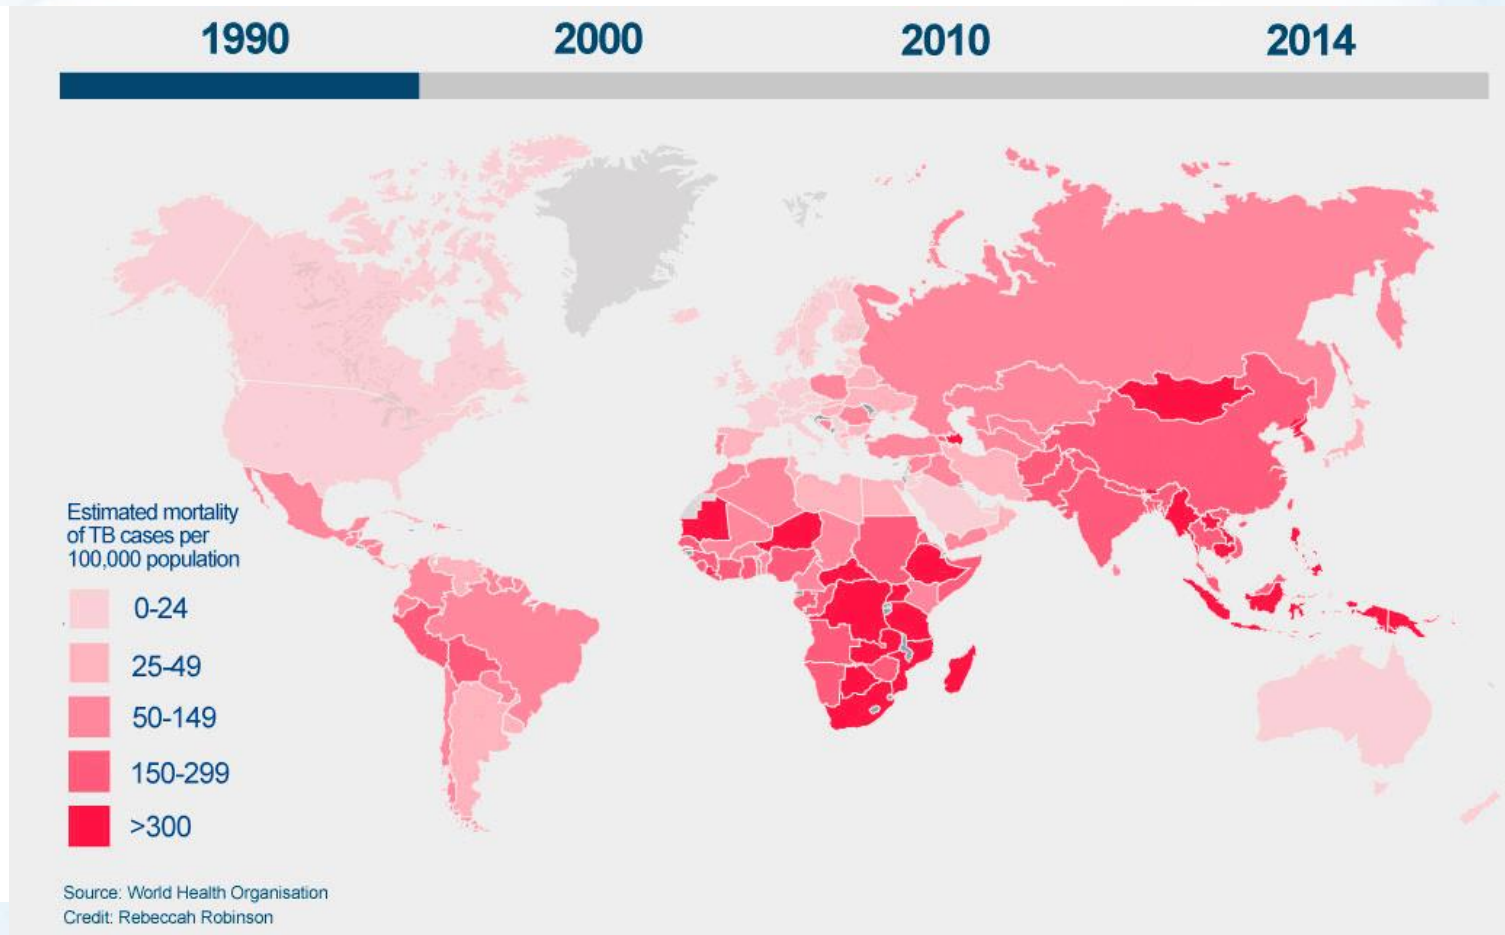 1990
2000
2010
2014
Estimated mortality
of TB cases per
100,000 population
0-24
25-49
50-149
150-299
>300
Source: World Health Organisation
Credit: Rebeccah Robinson